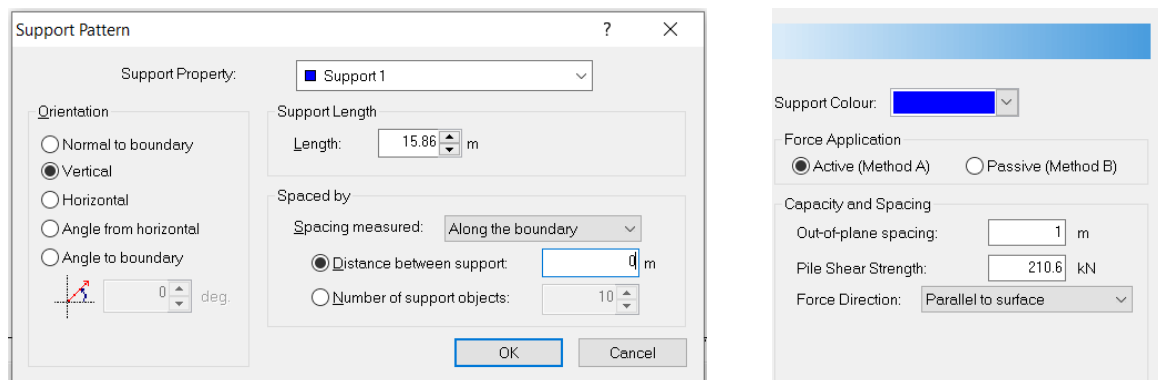 Support Pattern ? ×
Support Property: Support 1
Orientation
Normal to boundary
Vertical
Horizontal
Angle from horizontal
Angle to boundary
0 deg.
Support Length
Length: 15.86 m
Spaced by
Spacing measured: Along the boundary
Distance between support: 0 m
Number of support objects: 10
OK Cancel
Support Colour:
Force Application
Active (Method A) Passive (Method B)
Capacity and Spacing
Out-of-plane spacing: 1 m
Pile Shear Strength: 210.6 kN
Force Direction: Parallel to surface